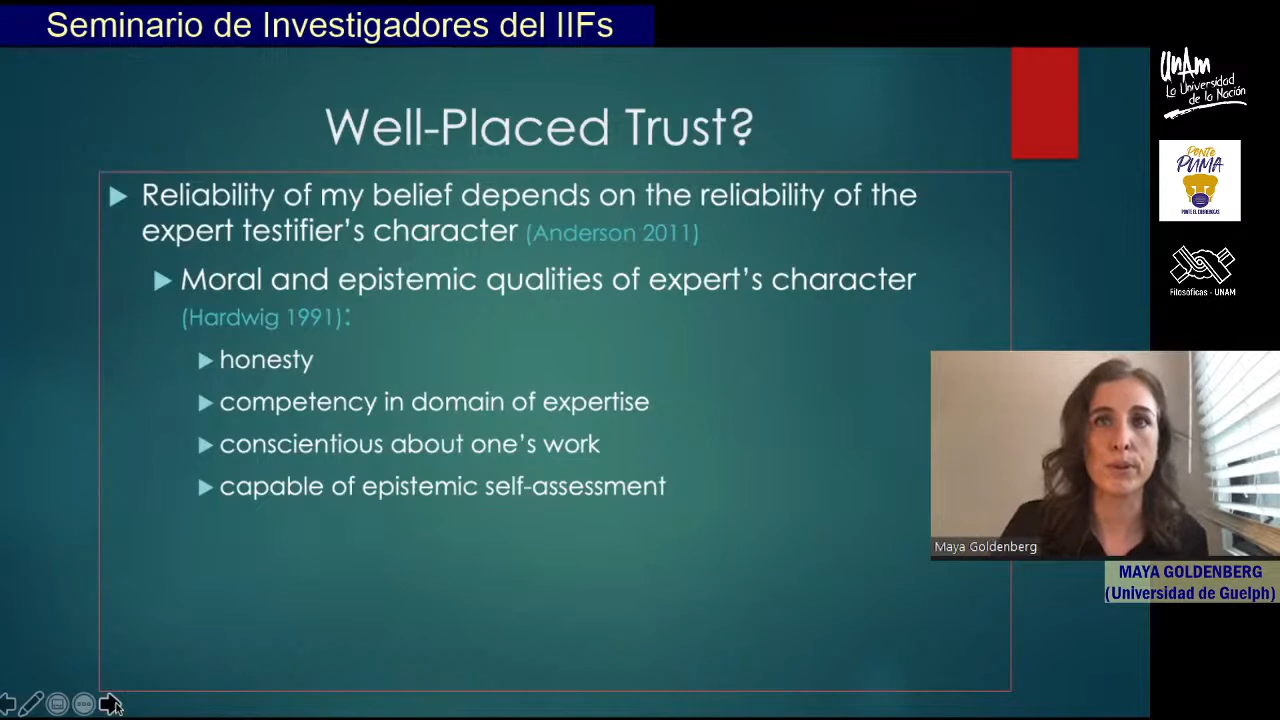 Seminario de Investigadores del IIFs
Well-Placed Trust?
Reliability of my belief depends on the reliability of the
expert testifier's character (Anderson 2011)
Moral and epistemic qualities of expert's character
(Hardwig 1991):
honesty
competency in domain of expertise
conscientious about one's work
capable of epistemic self-assessment
UNAM
La Universidad
de la Nación
PONTE
PUMA
PONTE EL CUBREBOCAS
Filosóficas - UNAM
Maya Goldenberg
MAYA GOLDENBERG
(Universidad de Guelph)